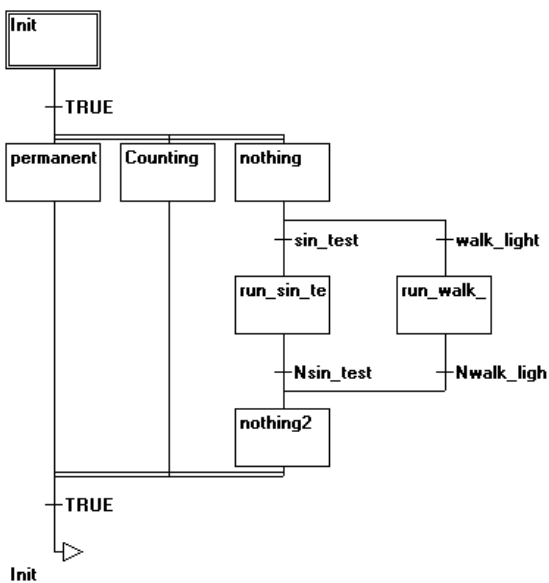 Init
TRUE
permanent Counting nothing
sin_test walk_light
run_sin_te run_walk_
Nsin_test Nwalk_ligh
nothing2
TRUE
Init